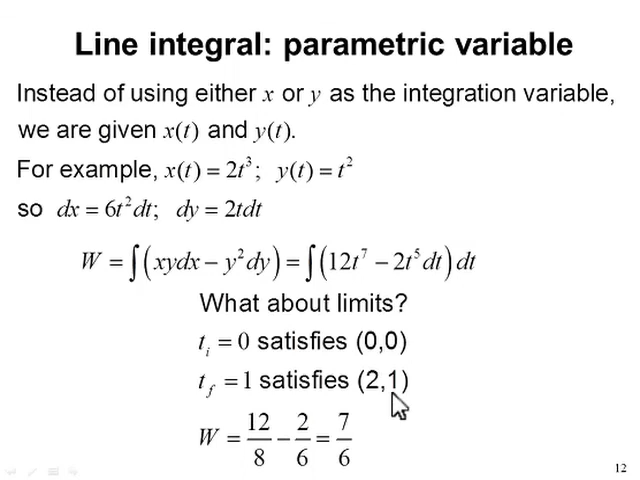 Line integral: parametric variable
Instead of using either x or y as the integration variable,
we are given x(t) and y(t).
For example, x(t) = 2t³; y(t) = t²
so dx = 6t²dt; dy = 2tdt
W = ∫(xydx − y²dy) = ∫(12t⁷ − 2t⁵dt)dt
What about limits?
tᵢ = 0 satisfies (0,0)
t_f = 1 satisfies (2,1)
W = 12/8 − 2/6 = 7/6
12